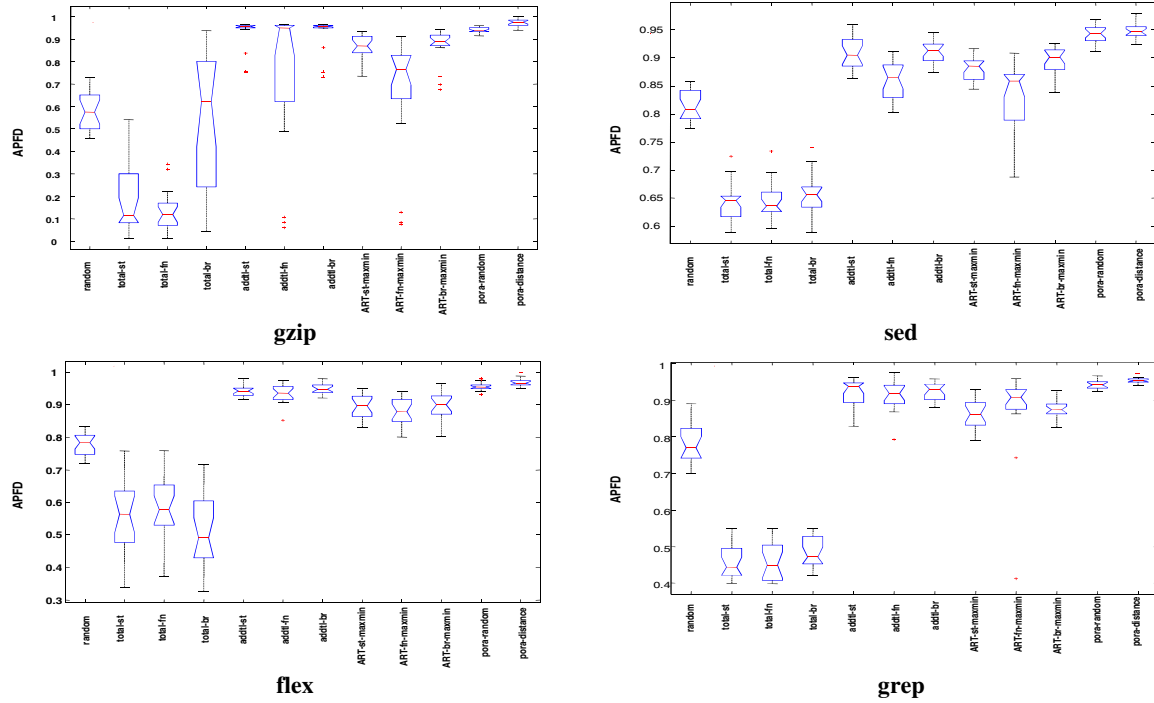 1
0.9
0.8
0.7
0.6
0.5
0.4
0.3
0.2
0.1
0
APFD
random
total-st
total-fn
total-br
addtl-st
addtl-fn
addtl-br
ART-st-maxmin
ART-fn-maxmin
ART-br-maxmin
pora-random
pora-distance
gzip
0.95
0.9
0.85
0.8
0.75
0.7
0.65
0.6
APFD
random
total-st
total-fn
total-br
addtl-st
addtl-fn
addtl-br
ART-st-maxmin
ART-fn-maxmin
ART-br-maxmin
pora-random
pora-distance
sed
1
0.9
0.8
0.7
0.6
0.5
0.4
0.3
APFD
random
total-st
total-fn
total-br
addtl-st
addtl-fn
addtl-br
ART-st-maxmin
ART-fn-maxmin
ART-br-maxmin
pora-random
pora-distance
flex
1
0.9
0.8
0.7
0.6
0.5
0.4
APFD
random
total-st
total-fn
total-br
addtl-st
addtl-fn
addtl-br
ART-st-maxmin
ART-fn-maxmin
ART-br-maxmin
pora-random
pora-distance
grep